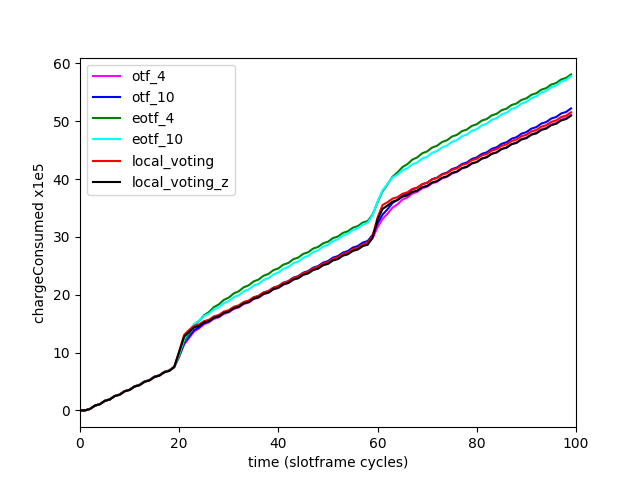 60
50
40
30
20
10
0
chargeConsumed x1e5
otf_4
otf_10
eotf_4
eotf_10
local_voting
local_voting_z
0 20 40 60 80 100
time (slotframe cycles)